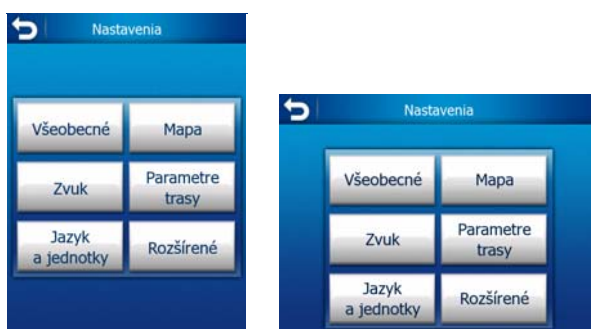 Nastavenia
Všeobecné
Mapa
Zvuk
Parametre
trasy
Jazyk
a jednotky
Rozšírené
Nastavenia
Všeobecné
Mapa
Zvuk
Parametre
trasy
Jazyk
a jednotky
Rozšírené